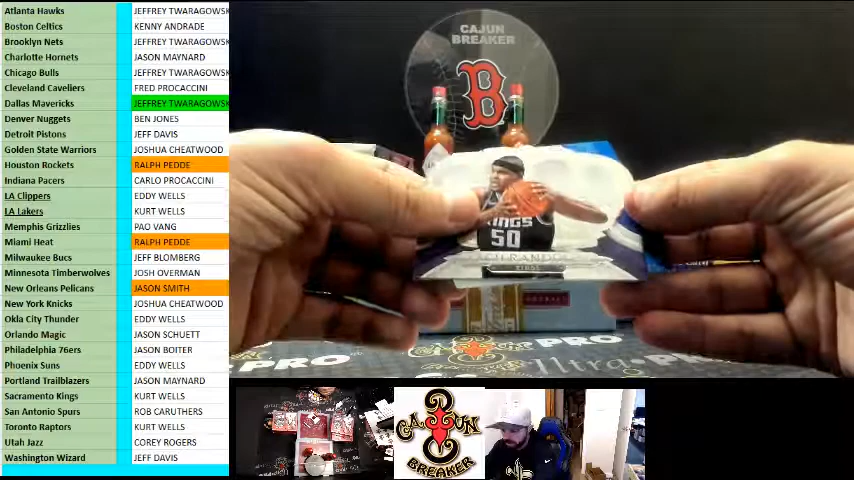 Atlanta Hawks JEFFREY TWARAGOWSK
Boston Celtics KENNY ANDRADE
Brooklyn Nets JEFFREY TWARAGOWSK
Charlotte Hornets JASON MAYNARD
Chicago Bulls JEFFREY TWARAGOWSK
Cleveland Cavaliers FRED PROCACCINI
Dallas Mavericks JEFFREY TWARAGOWSK
Denver Nuggets BEN JONES
Detroit Pistons JEFF DAVIS
Golden State Warriors JOSHUA CHEATWOOD
Houston Rockets RALPH PEDDE
Indiana Pacers CARLO PROCACCINI
LA Clippers EDDY WELLS
LA Lakers KURT WELLS
Memphis Grizzlies PAO VANG
Miami Heat RALPH PEDDE
Milwaukee Bucs JEFF BLOMBERG
Minnesota Timberwolves JOSH OVERMAN
New Orleans Pelicans JASON SMITH
New York Knicks JOSHUA CHEATWOOD
Okla City Thunder EDDY WELLS
Orlando Magic JASON SCHUETT
Philadelphia 76ers JASON BOITER
Phoenix Suns EDDY WELLS
Portland Trailblazers JASON MAYNARD
Sacramento Kings KURT WELLS
San Antonio Spurs ROB CARUTHERS
Toronto Raptors KURT WELLS
Utah Jazz COREY ROGERS
Washington Wizard JEFF DAVIS
CAJUN
BREAKER
B
KINGS
50
ZACH RANDOLPH
KINGS
PRO Ultra PRO
CAJUN
BREAKER